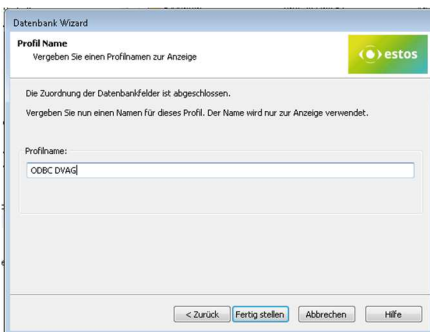 Datenbank Wizard
Profil Name
Vergeben Sie einen Profilnamen zur Anzeige
estos
Die Zuordnung der Datenbankfelder ist abgeschlossen.
Vergeben Sie nun einen Namen für dieses Profil. Der Name wird nur zur Anzeige verwendet.
Profilname:
ODBC DVAG
< Zurück Fertig stellen Abbrechen Hilfe